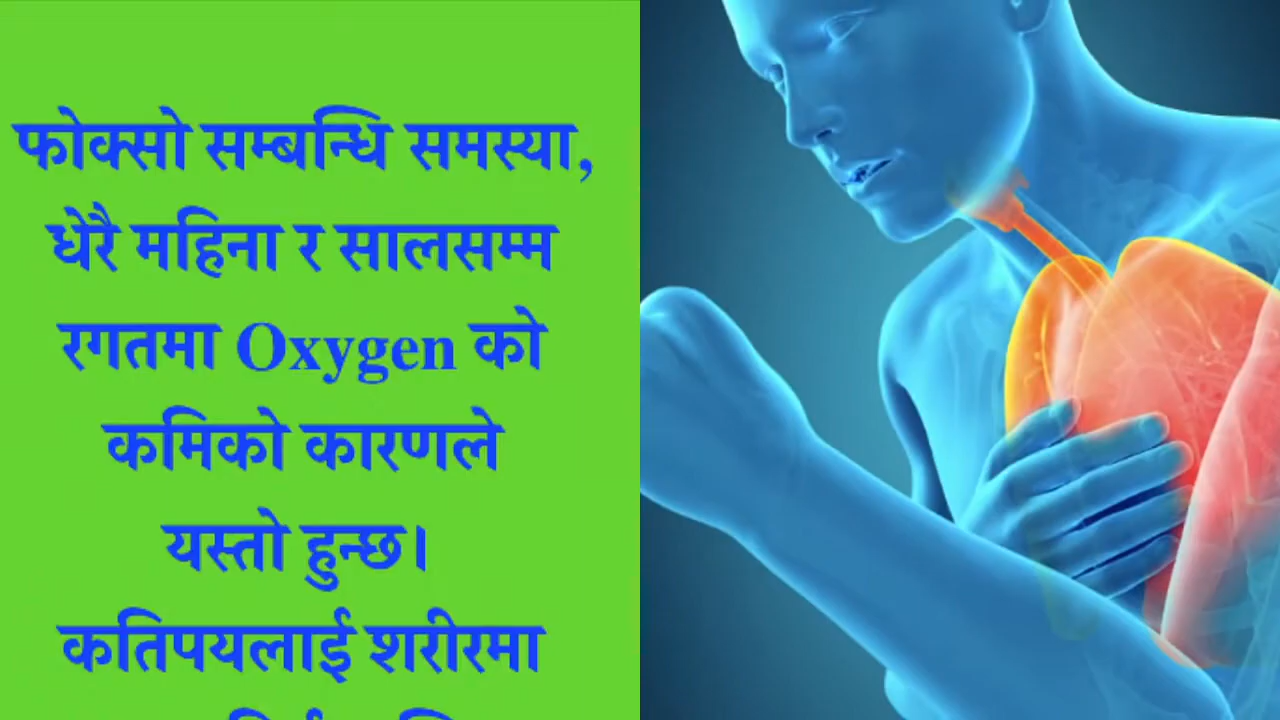 फोक्सो सम्बन्धि समस्या,
धेरै महिना र सालसम्म
रगतमा Oxygen को
कमिको कारणले
यस्तो हुन्छ।
कतिपयलाई शरीरमा